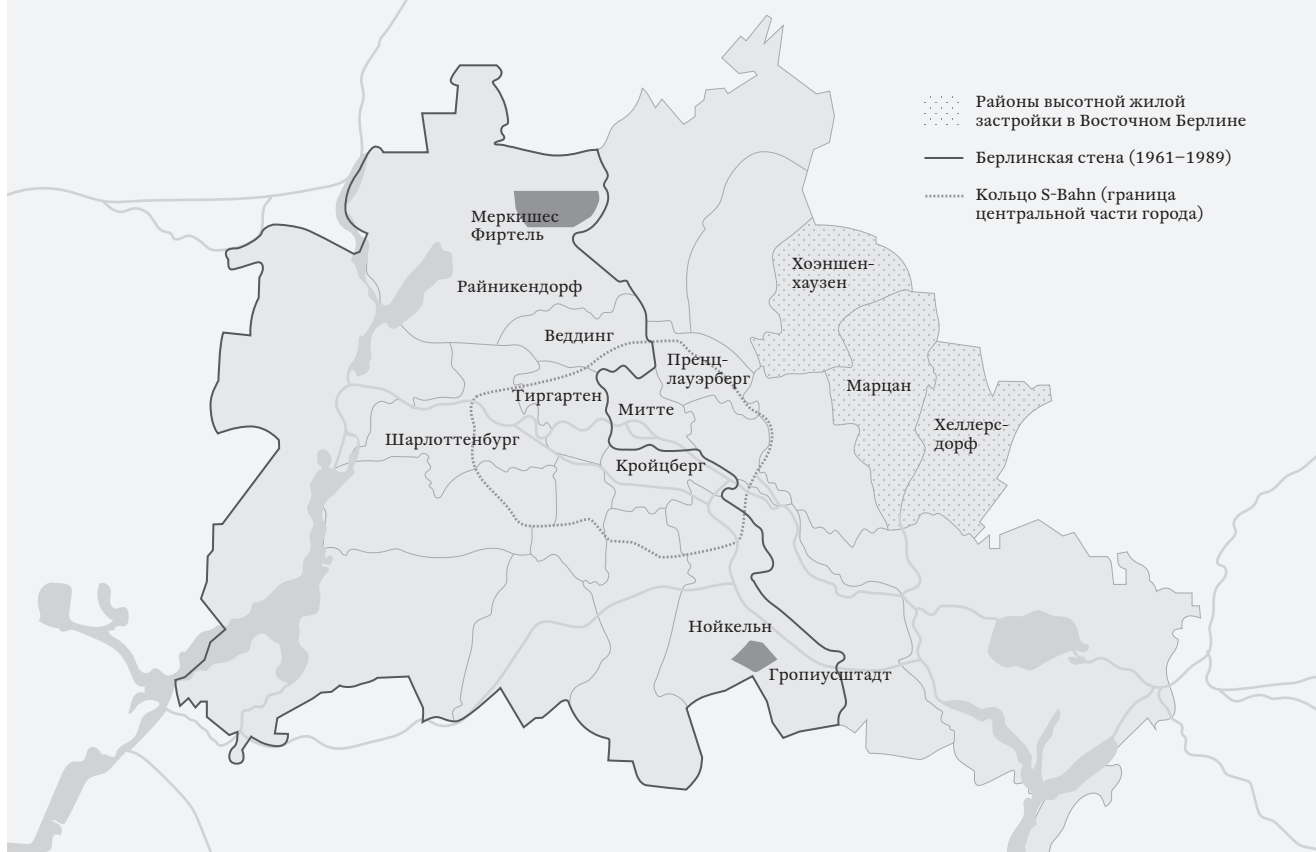 Районы высотной жилой
застройки в Восточном Берлине
Берлинская стена (1961–1989)
Кольцо S-Bahn (граница
центральной части города)
Меркишес
Фиртель
Райникендорф
Веддинг
Хоэншен-
хаузен
Пренц-
лауэрберг
Тиргартен
Митте
Марцан
Хеллерс-
дорф
Шарлоттенбург
Кройцберг
Нойкельн
Гропиусштадт